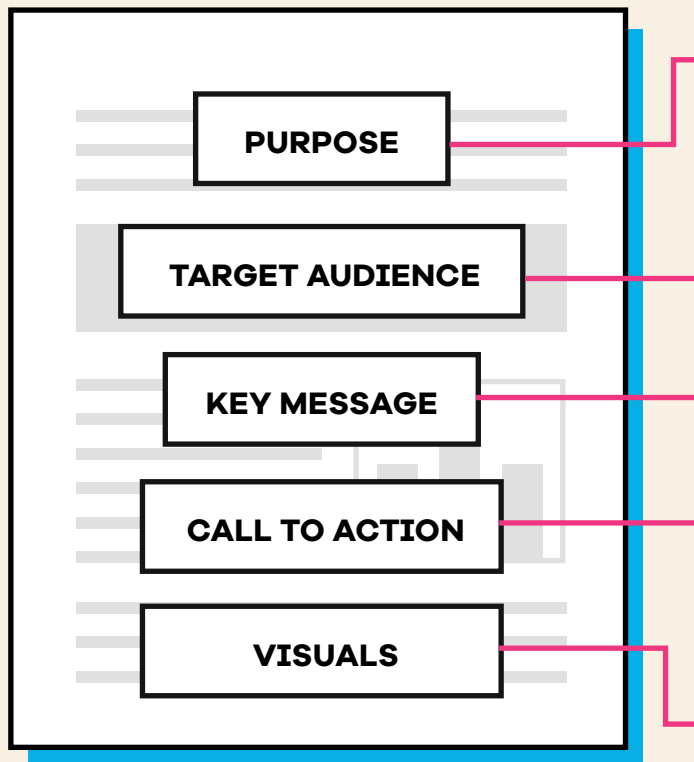 PURPOSE
TARGET AUDIENCE
KEY MESSAGE
CALL TO ACTION
VISUALS